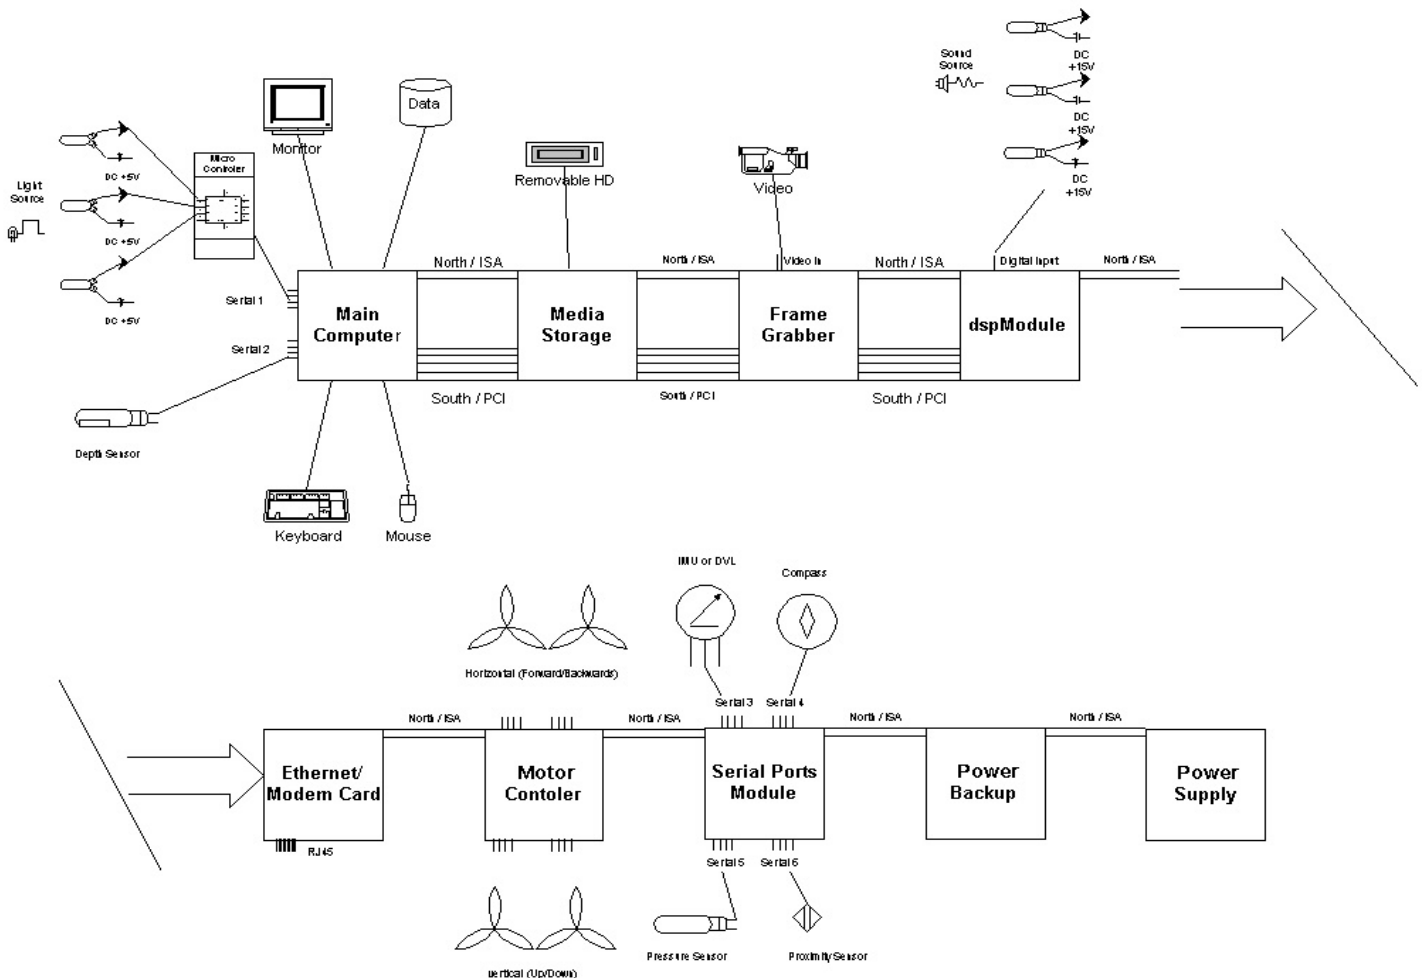 Sound
Source
DC
+15V
DC
+15V
DC
+15V
Data
Monitor
Micro
Controler
Removable HD
Video
DC +5V
Light
Source
DC +5V
DC +5V
North / ISA
North / ISA
Video In
North / ISA
Digital Input
North / ISA
Serial 1
Main
Computer
Media
Storage
Frame
Grabber
dspModule
Serial 2
South / PCI
South / PCI
South / PCI
Depth Sensor
Keyboard
Mouse
IMU or DVL
Compass
Horizontal (Forward/Backwards)
Serial 3
Serial 4
North / ISA
North / ISA
North / ISA
North / ISA
Ethernet/
Modem Card
Motor
Contoler
Serial Ports
Module
Power
Backup
Power
Supply
RJ45
Serial 5
Serial 6
Pressure Sensor
Proximity Sensor
vertical (Up/Down)